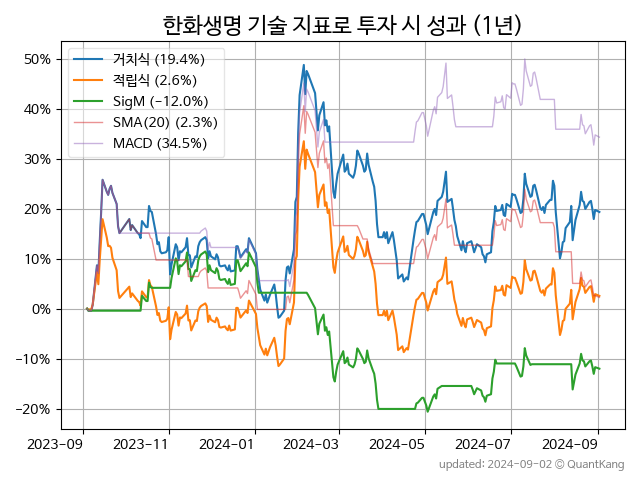 한화생명 기술 지표로 투자 시 성과 (1년)
50%
40%
30%
20%
10%
0%
−10%
−20%
거치식 (19.4%)
적립식 (2.6%)
SigM (−12.0%)
SMA(20) (2.3%)
MACD (34.5%)
2023-09
2023-11
2024-01
2024-03
2024-05
2024-07
2024-09
updated: 2024-09-02 © QuantKang